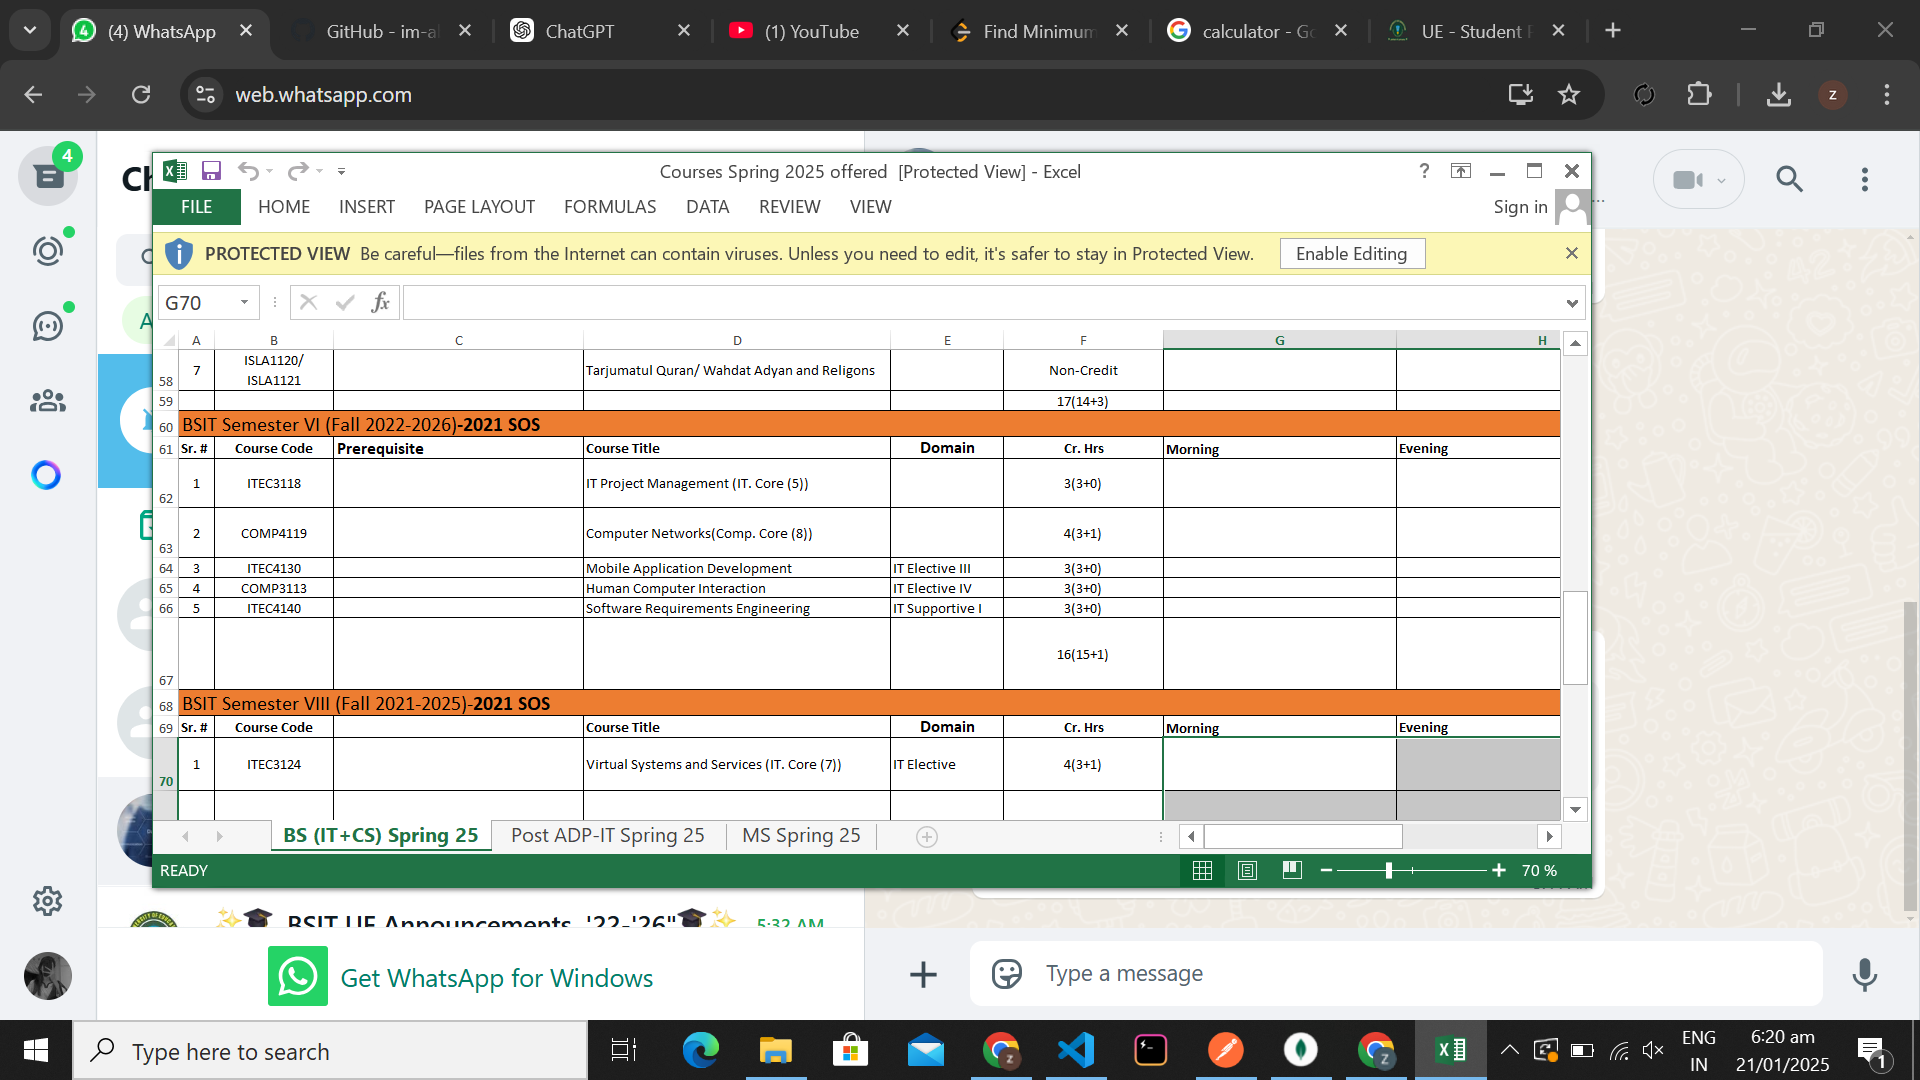 (4) WhatsApp
GitHub - im-al
ChatGPT
(1) YouTube
Find Minimum
calculator - Go
UE - Student P
web.whatsapp.com
z
4
Ch
Courses Spring 2025 offered [Protected View] - Excel
FILE HOME INSERT PAGE LAYOUT FORMULAS DATA REVIEW VIEW Sign in
PROTECTED VIEW Be careful—files from the Internet can contain viruses. Unless you need to edit, it's safer to stay in Protected View. Enable Editing
A
G70 fx
A B C D E F G H
58 7 ISLA1120/ ISLA1121 Tarjumatul Quran/ Wahdat Adyan and Religons Non-Credit
59 17(14+3)
60 BSIT Semester VI (Fall 2022-2026)-2021 SOS
61 Sr. # Course Code Prerequisite Course Title Domain Cr. Hrs Morning Evening
62 1 ITEC3118 IT Project Management (IT. Core (5)) 3(3+0)
63 2 COMP4119 Computer Networks(Comp. Core (8)) 4(3+1)
64 3 ITEC4130 Mobile Application Development IT Elective III 3(3+0)
65 4 COMP3113 Human Computer Interaction IT Elective IV 3(3+0)
66 5 ITEC4140 Software Requirements Engineering IT Supportive I 3(3+0)
67 16(15+1)
68 BSIT Semester VIII (Fall 2021-2025)-2021 SOS
69 Sr. # Course Code Course Title Domain Cr. Hrs Morning Evening
70 1 ITEC3124 Virtual Systems and Services (IT. Core (7)) IT Elective 4(3+1)
BS (IT+CS) Spring 25 Post ADP-IT Spring 25 MS Spring 25
READY 70 %
BSIT UE Announcements '22-'26" 5:32 AM
Get WhatsApp for Windows
Type a message
Type here to search
ENG
IN
6:20 am
21/01/2025
1